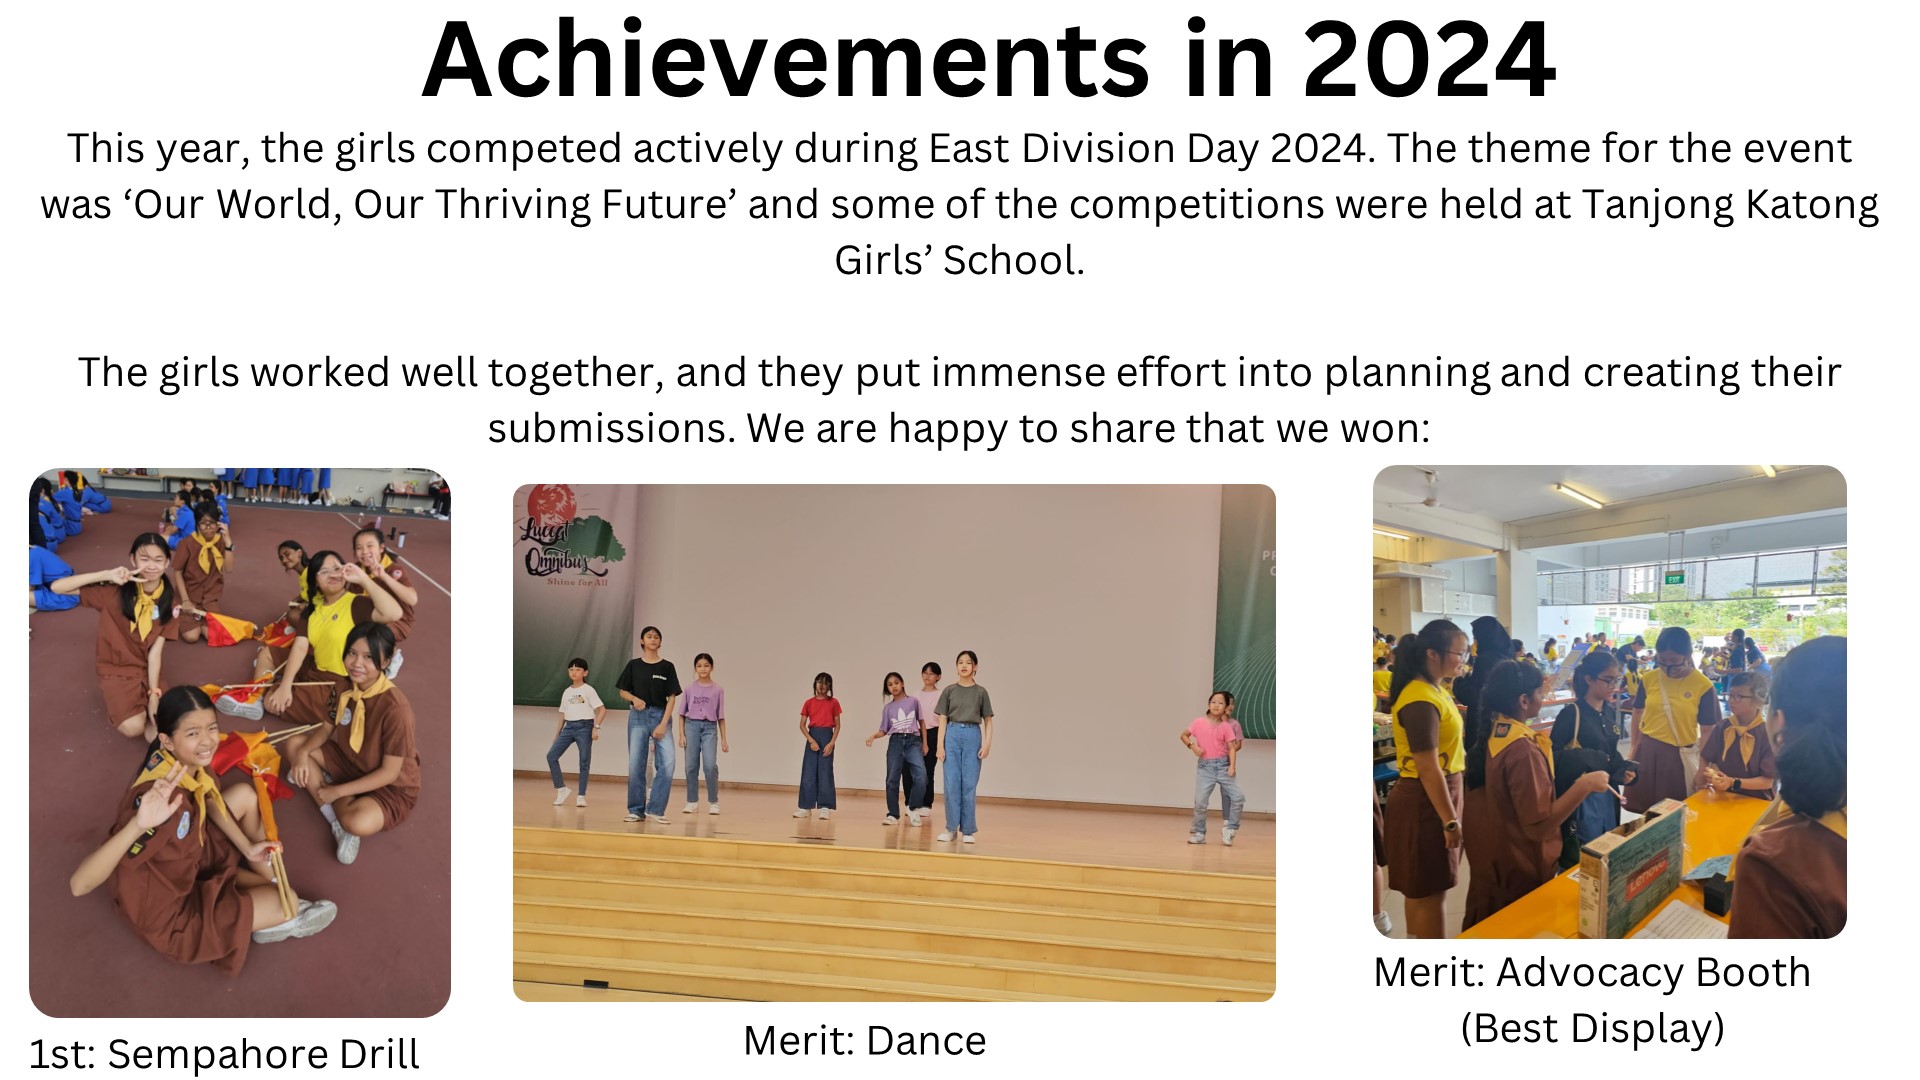 Achievements in 2024
This year, the girls competed actively during East Division Day 2024. The theme for the event
was ‘Our World, Our Thriving Future’ and some of the competitions were held at Tanjong Katong
Girls’ School.
The girls worked well together, and they put immense effort into planning and creating their
submissions. We are happy to share that we won:
Luceat
Omnibus
Shine for All
EXIT
Lenovo
1st: Sempahore Drill
Merit: Dance
Merit: Advocacy Booth
(Best Display)